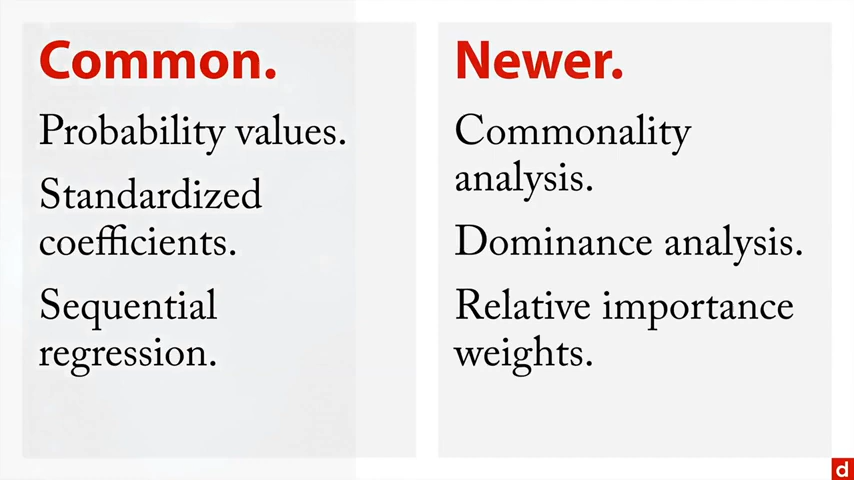 Common.
Probability values.
Standardized
coefficients.
Sequential
regression.
Newer.
Commonality
analysis.
Dominance analysis.
Relative importance
weights.
d